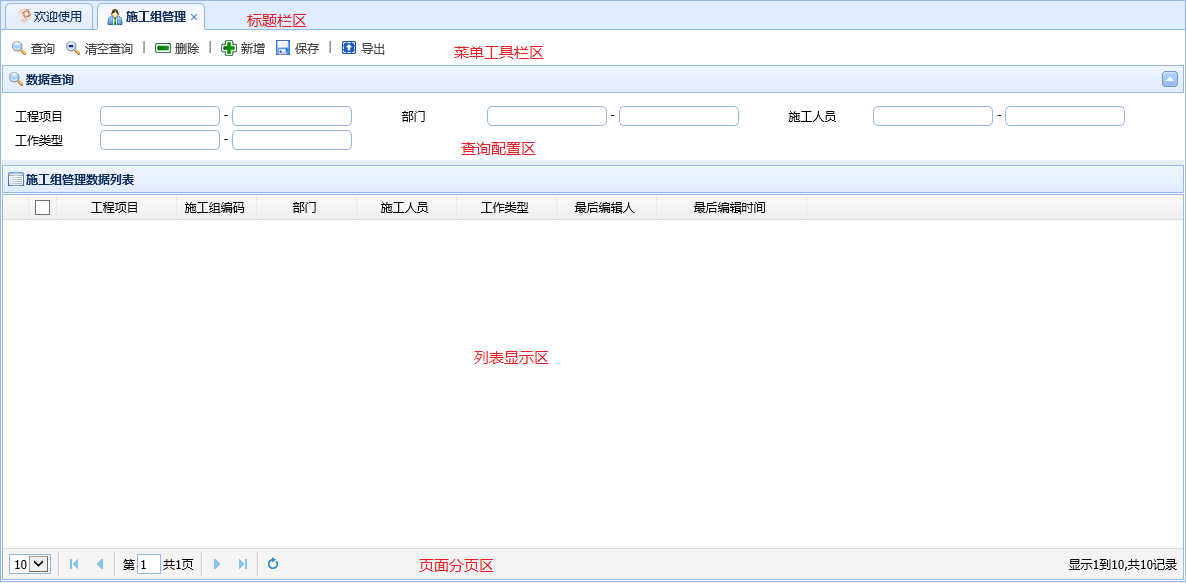 欢迎使用 施工组管理 × 标题栏区
查询 清空查询 | 删除 | 新增 保存 | 导出 菜单工具栏区
数据查询
工程项目 - 部门 - 施工人员 -
工作类型 - 查询配置区
施工组管理数据列表
工程项目 施工组编码 部门 施工人员 工作类型 最后编辑人 最后编辑时间
列表显示区
10 第 1 共1页 页面分页区 显示1到10,共10记录